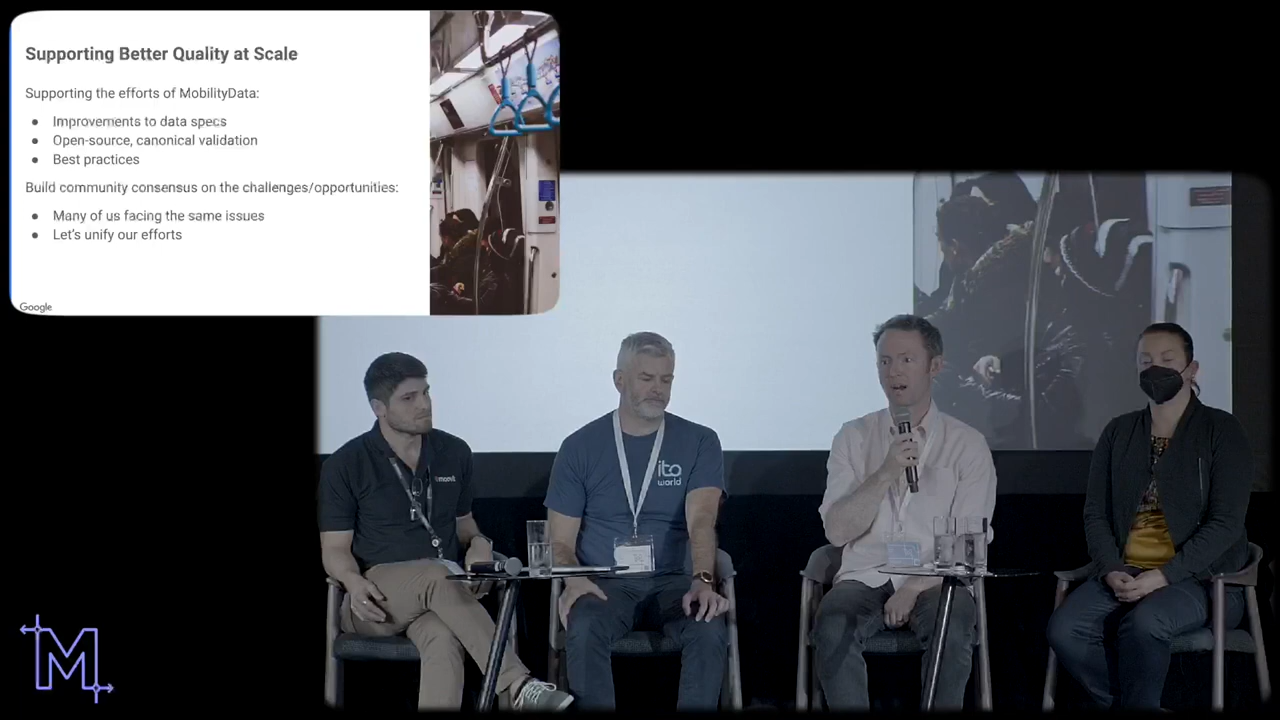 Supporting Better Quality at Scale
Supporting the efforts of MobilityData:
● Improvements to data specs
● Open-source, canonical validation
● Best practices
Build community consensus on the challenges/opportunities:
● Many of us facing the same issues
● Let's unify our efforts
Google
moovit
ito
world
M